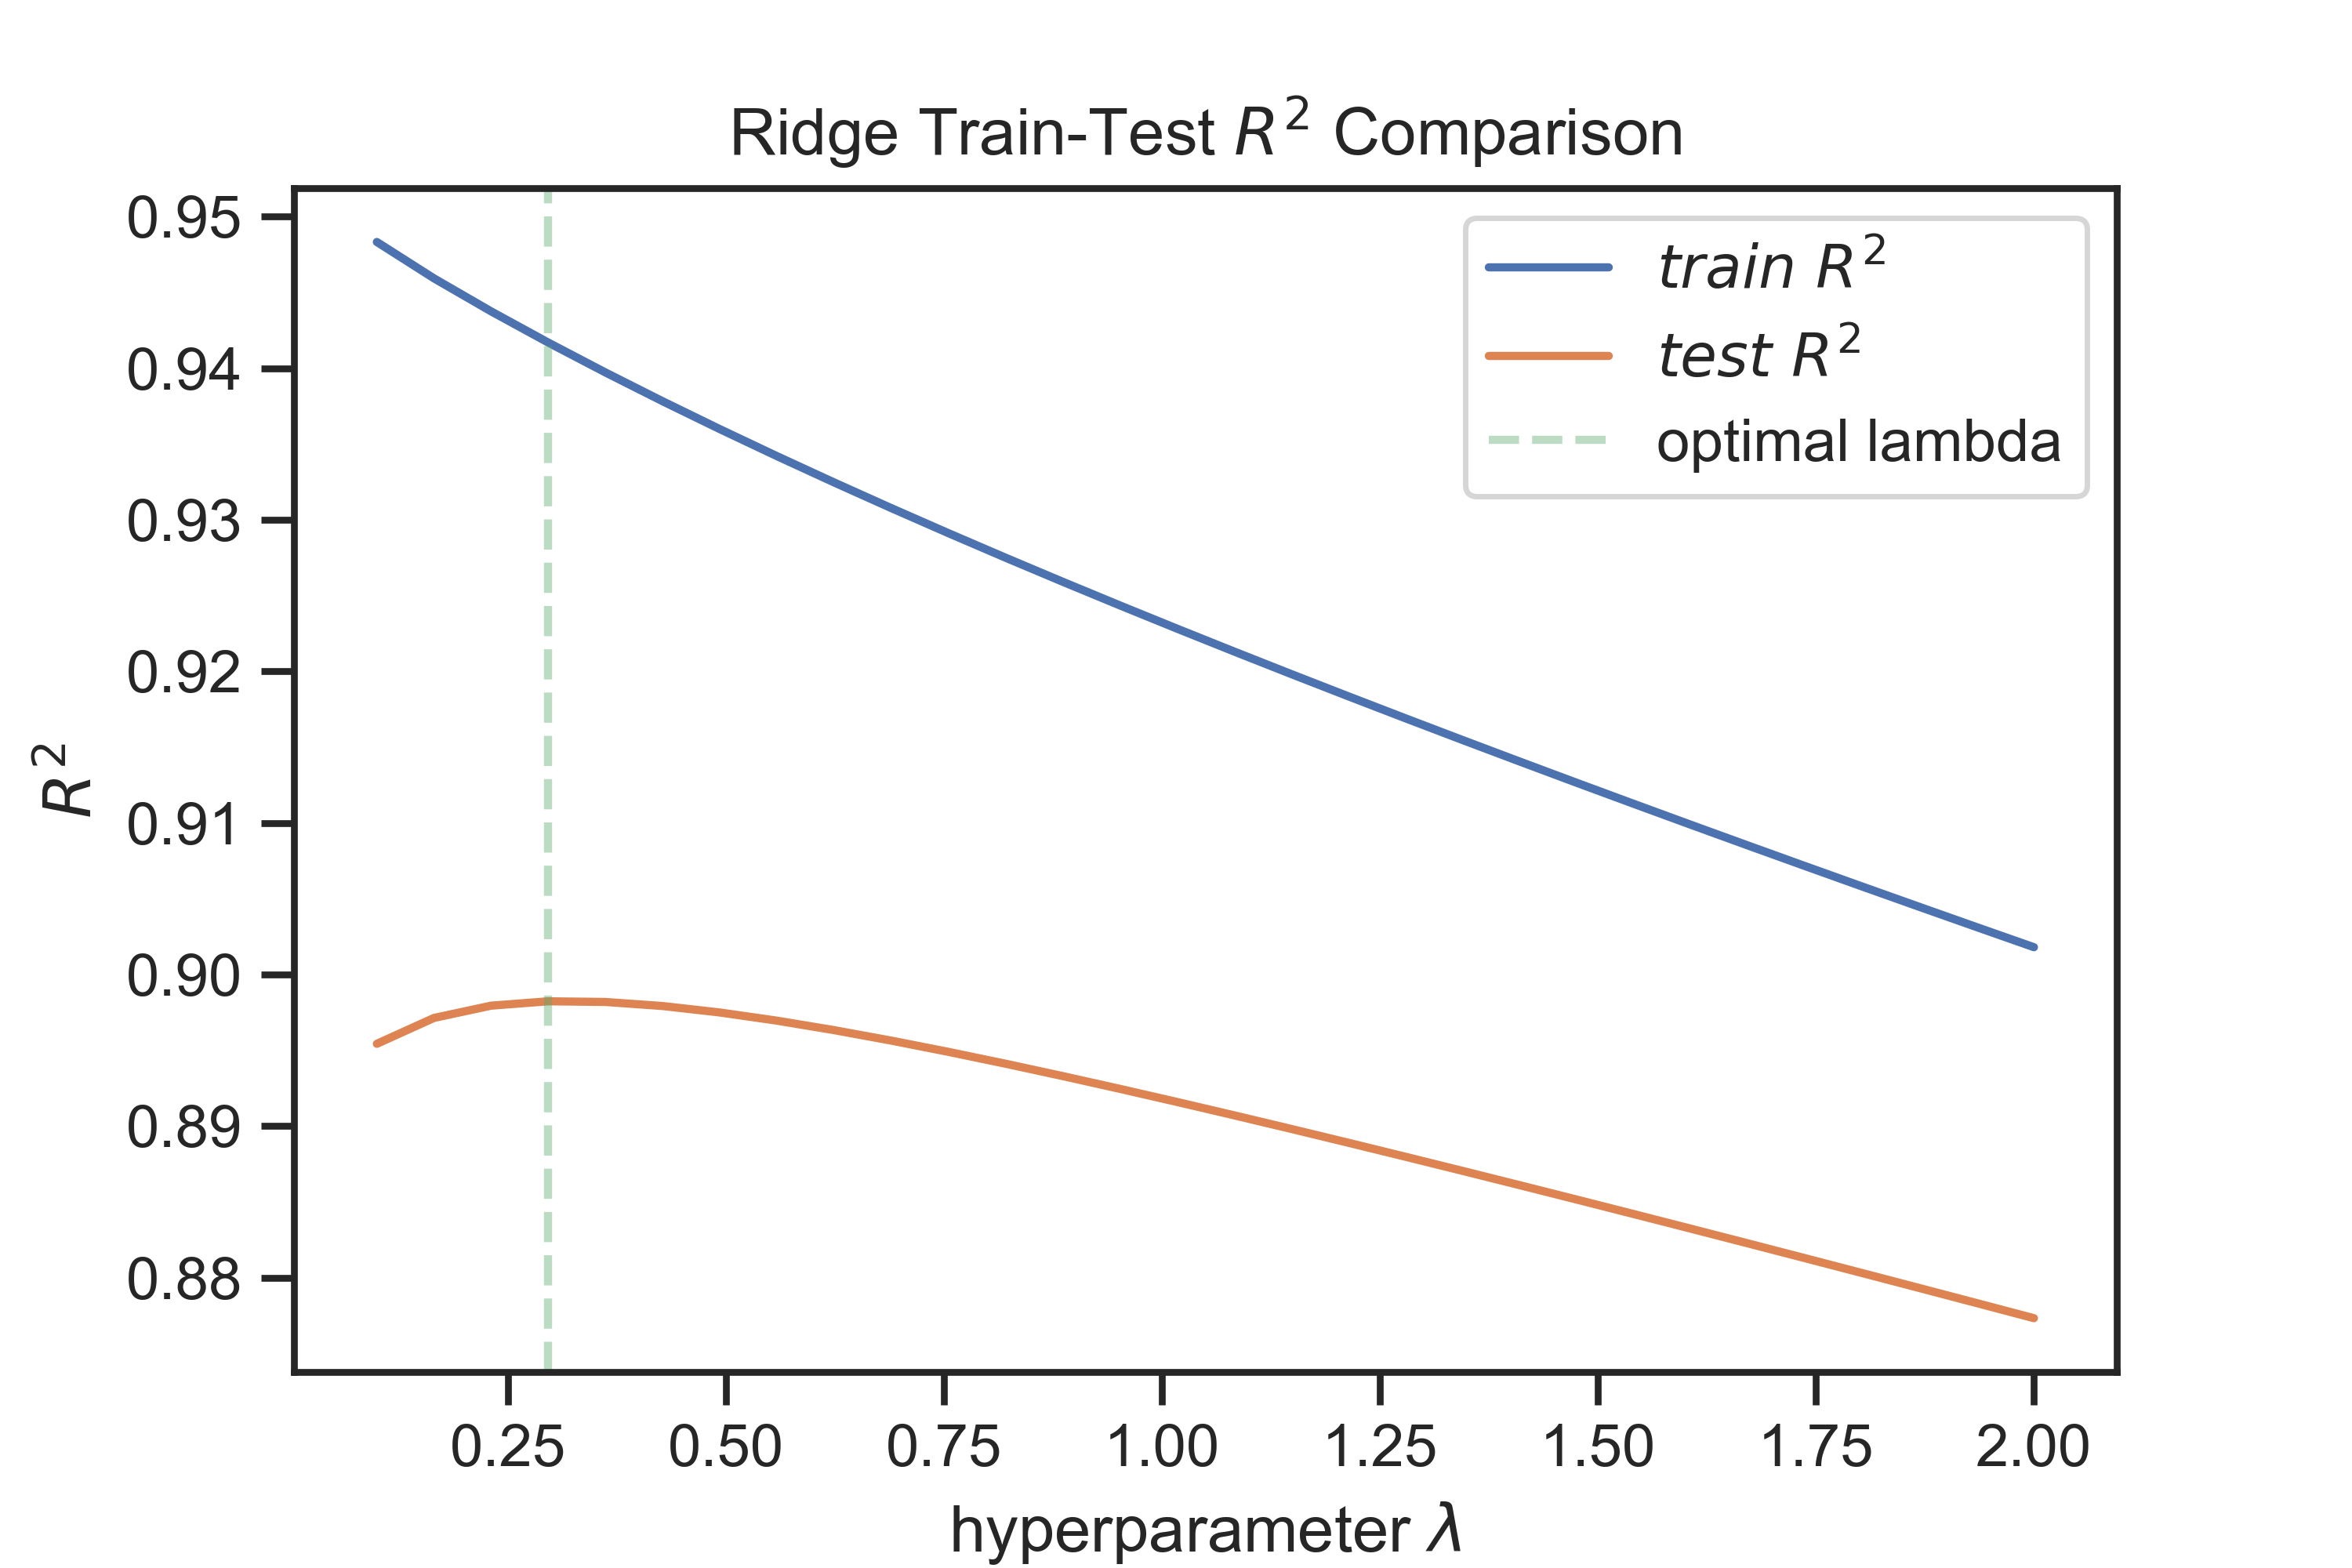 Ridge Train-Test R² Comparison
train R²
test R²
optimal lambda
R²
0.95
0.94
0.93
0.92
0.91
0.90
0.89
0.88
0.25 0.50 0.75 1.00 1.25 1.50 1.75 2.00
hyperparameter λ